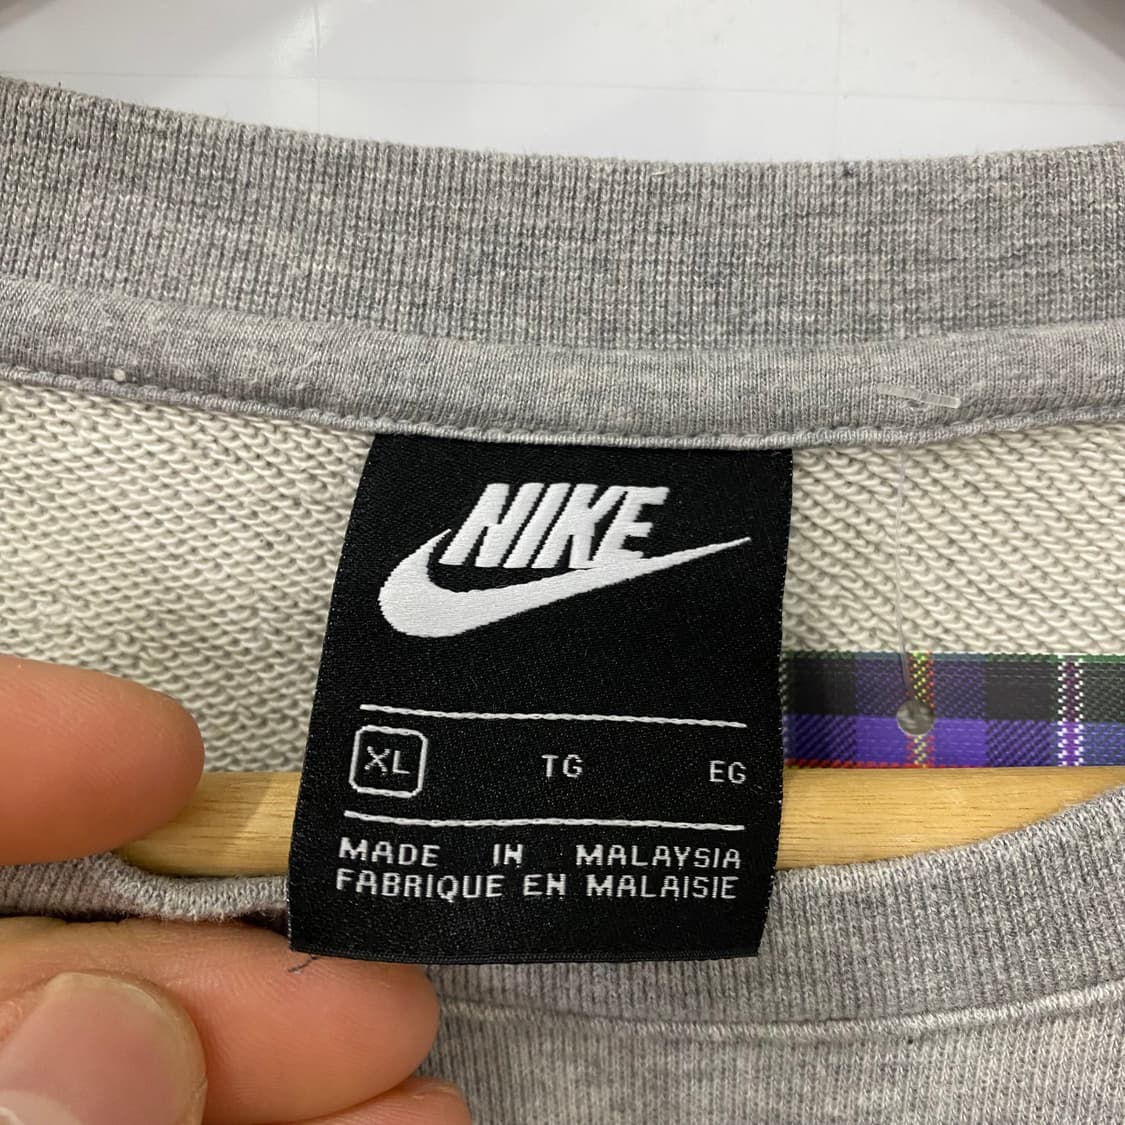 NIKE
XL TG EG
MADE IN MALAYSIA
FABRIQUE EN MALAISIE